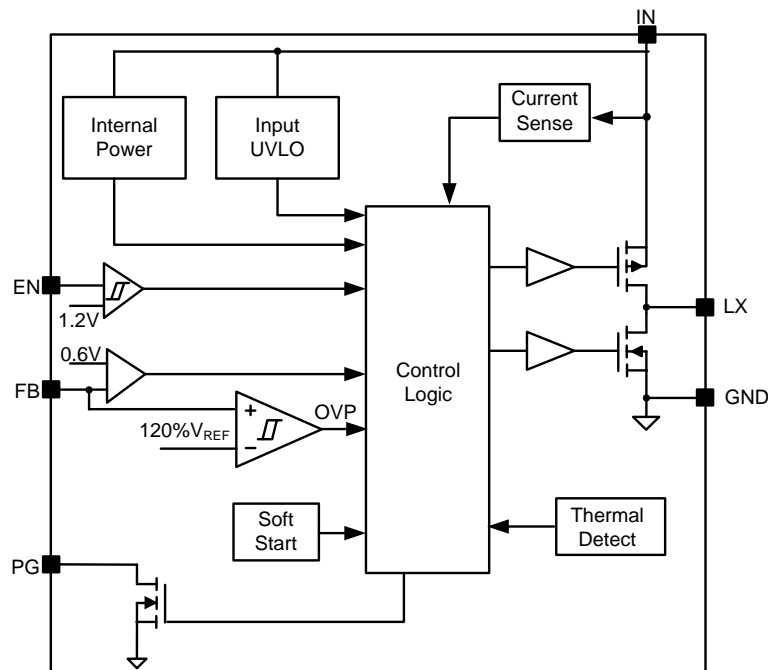 IN
Internal
Power
Input
UVLO
Current
Sense
EN
1.2V
0.6V
FB
120%VREF
+
−
OVP
Control
Logic
LX
GND
Soft
Start
Thermal
Detect
PG